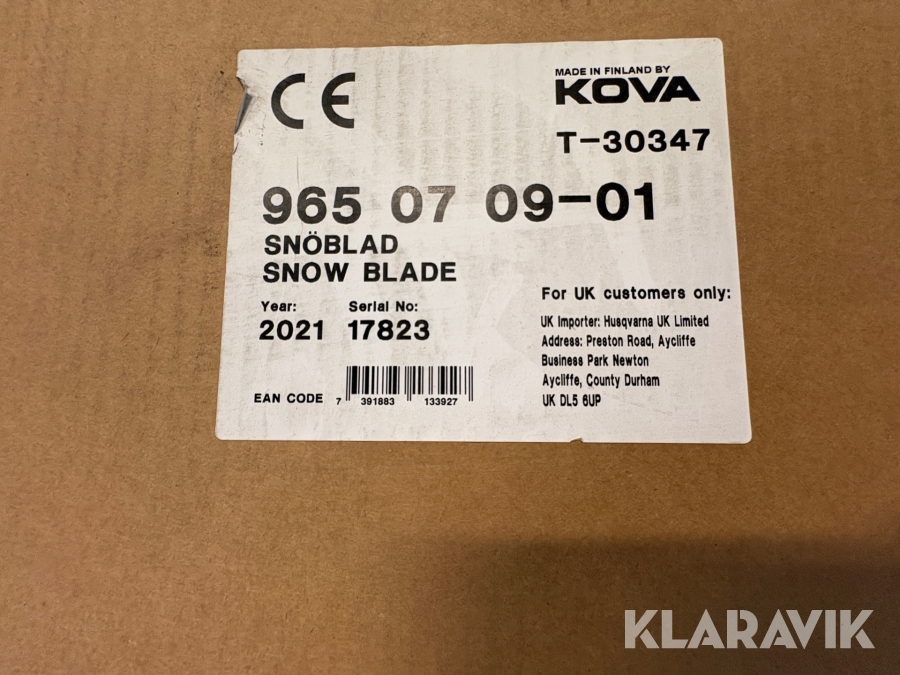 CE
MADE IN FINLAND BY
KOVA
T-30347
965 07 09-01
SNÖBLAD
SNOW BLADE
Year: Serial No:
2021 17823
EAN CODE 7 391883 133927
For UK customers only:
UK Importer: Husqvarna UK Limited
Address: Preston Road, Aycliffe
Business Park Newton
Aycliffe, County Durham
UK DL5 6UP
KLARAVIK